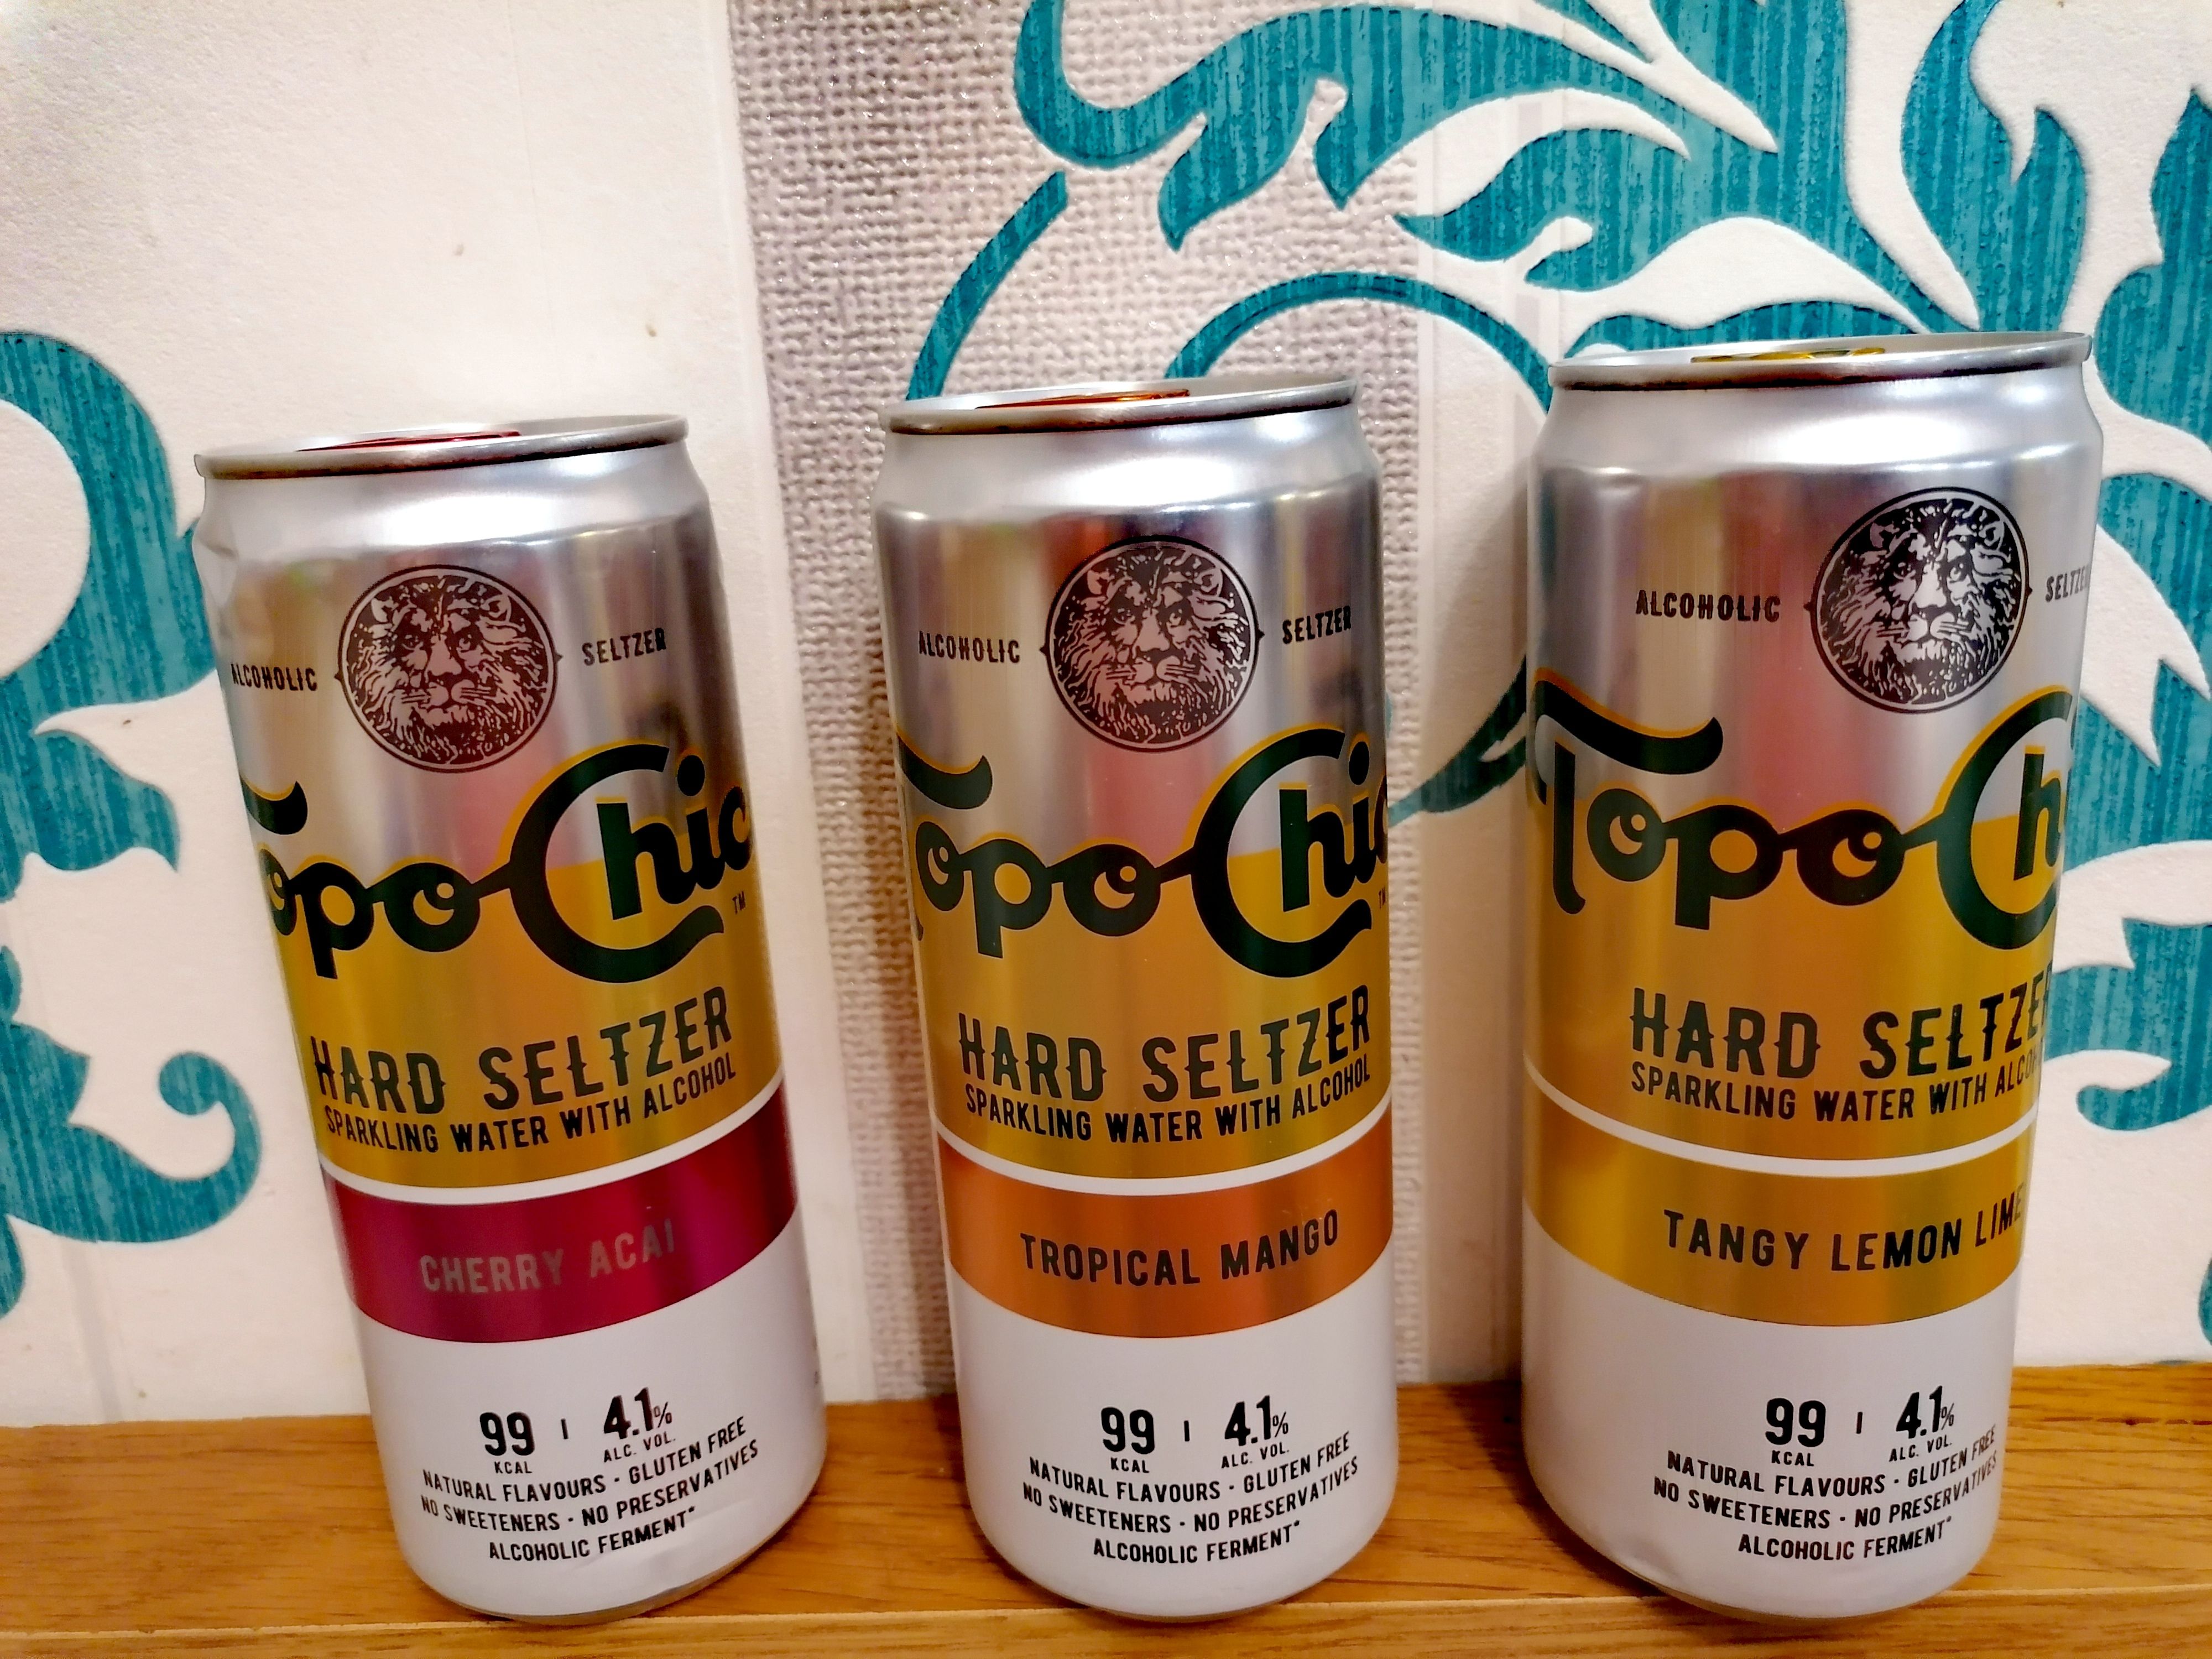 ALCOHOLIC SELTZER
Topo Chic
TM
HARD SELTZER
SPARKLING WATER WITH ALCOHOL
CHERRY ACAI
99 | 4.1%
KCAL ALC. VOL.
NATURAL FLAVOURS · GLUTEN FREE
NO SWEETENERS · NO PRESERVATIVES
ALCOHOLIC FERMENT*
ALCOHOLIC SELTZER
Topo Chic
TM
HARD SELTZER
SPARKLING WATER WITH ALCOHOL
TROPICAL MANGO
99 | 4.1%
KCAL ALC. VOL.
NATURAL FLAVOURS · GLUTEN FREE
NO SWEETENERS · NO PRESERVATIVES
ALCOHOLIC FERMENT*
ALCOHOLIC SELTZER
Topo Ch
HARD SELTZER
SPARKLING WATER WITH ALCO
TANGY LEMON LIME
99 | 4.1%
KCAL ALC. VOL.
NATURAL FLAVOURS · GLUTEN FREE
NO SWEETENERS · NO PRESERVATIVES
ALCOHOLIC FERMENT*